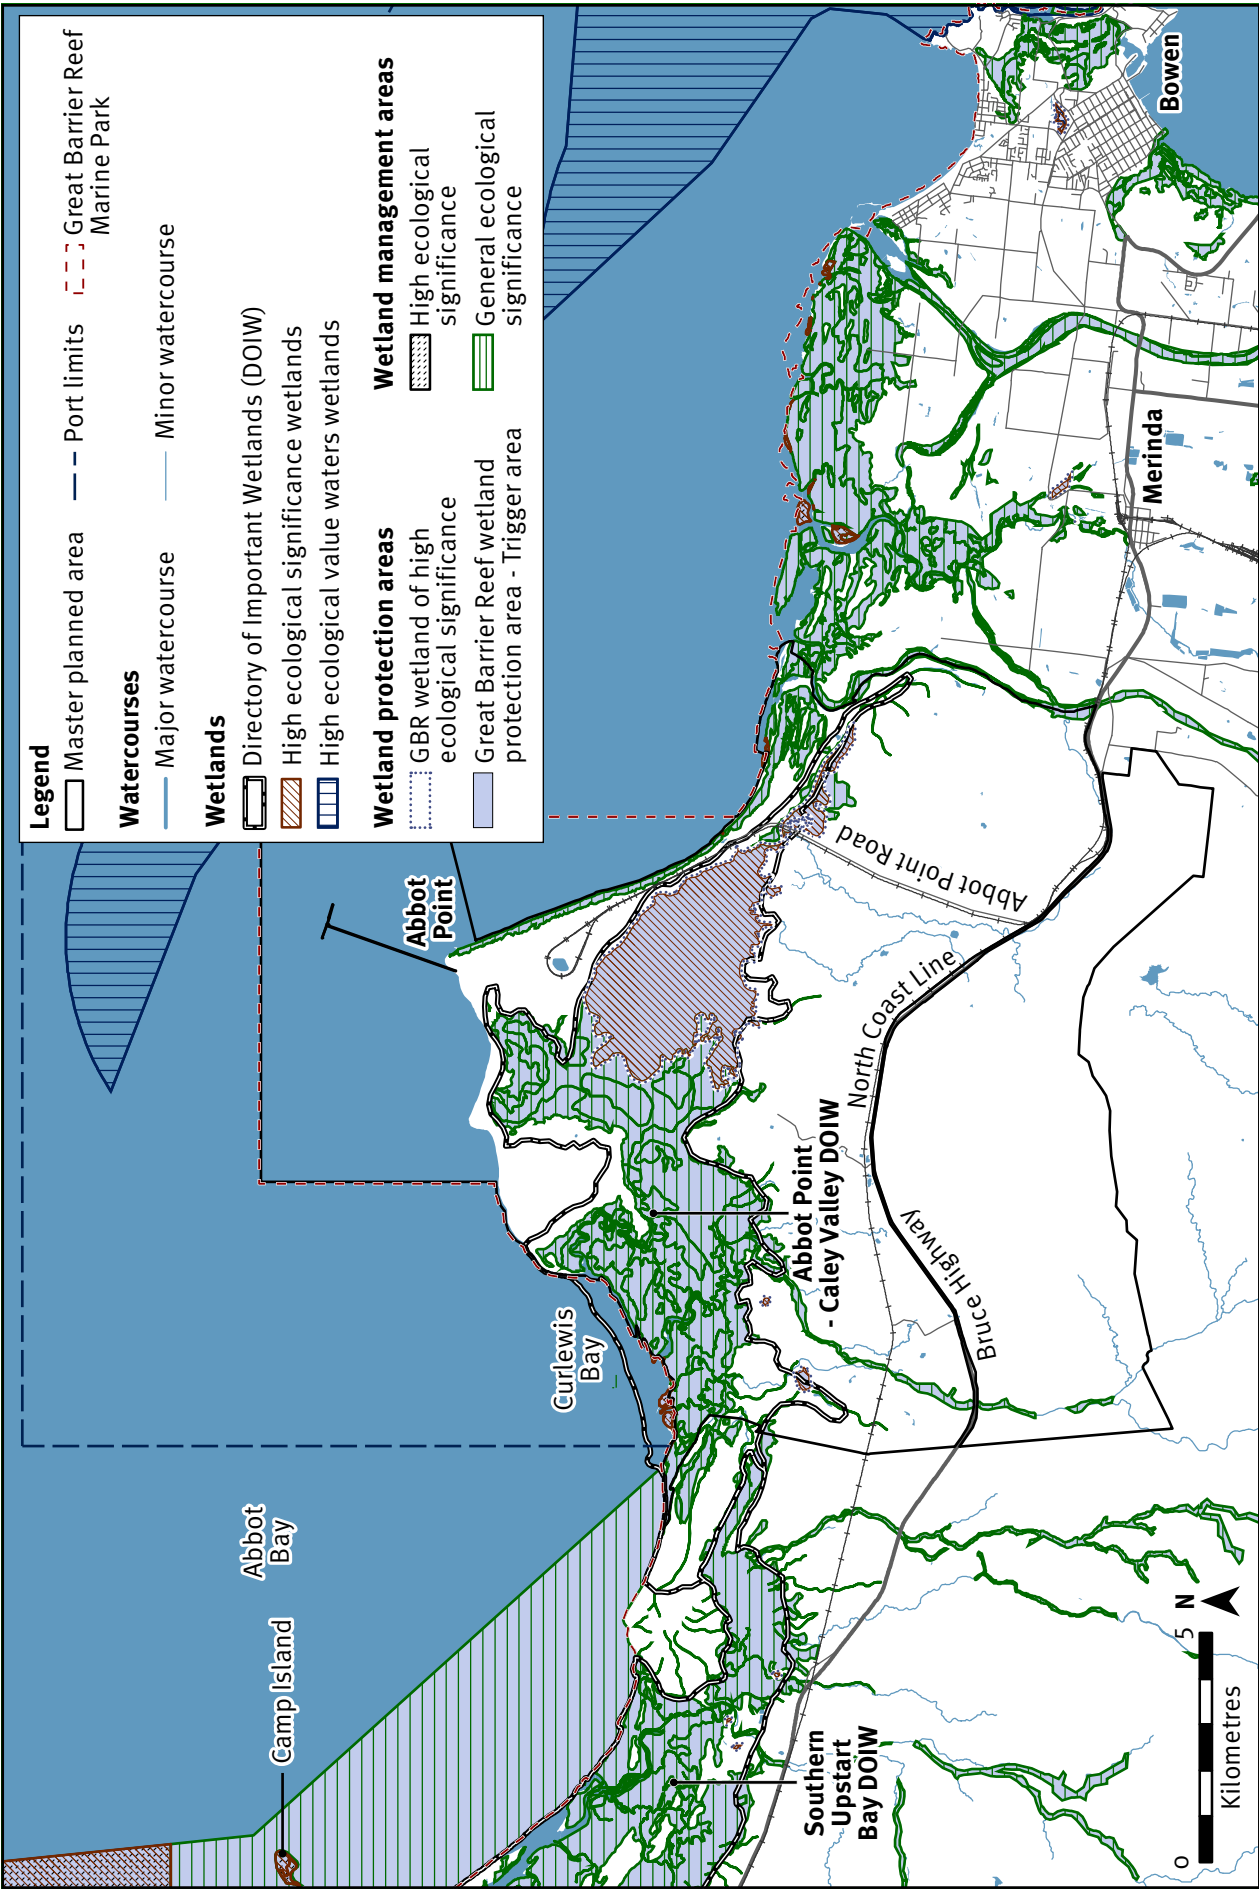 Legend
Master planned area
Port limits
Great Barrier Reef
Marine Park
Watercourses
Major watercourse
Minor watercourse
Wetlands
Directory of Important Wetlands (DOIW)
High ecological significance wetlands
High ecological value waters wetlands
Wetland protection areas
GBR wetland of high
ecological significance
Great Barrier Reef wetland
protection area - Trigger area
Wetland management areas
High ecological
significance
General ecological
significance
Camp Island
Abbot
Bay
Curlewis
Bay
Abbot
Point
Abbot Point
- Caley Valley DOIW
Southern
Upstart
Bay DOIW
North Coast Line
Bruce Highway
Abbot Point Road
Merinda
Bowen
0
5
Kilometres
N